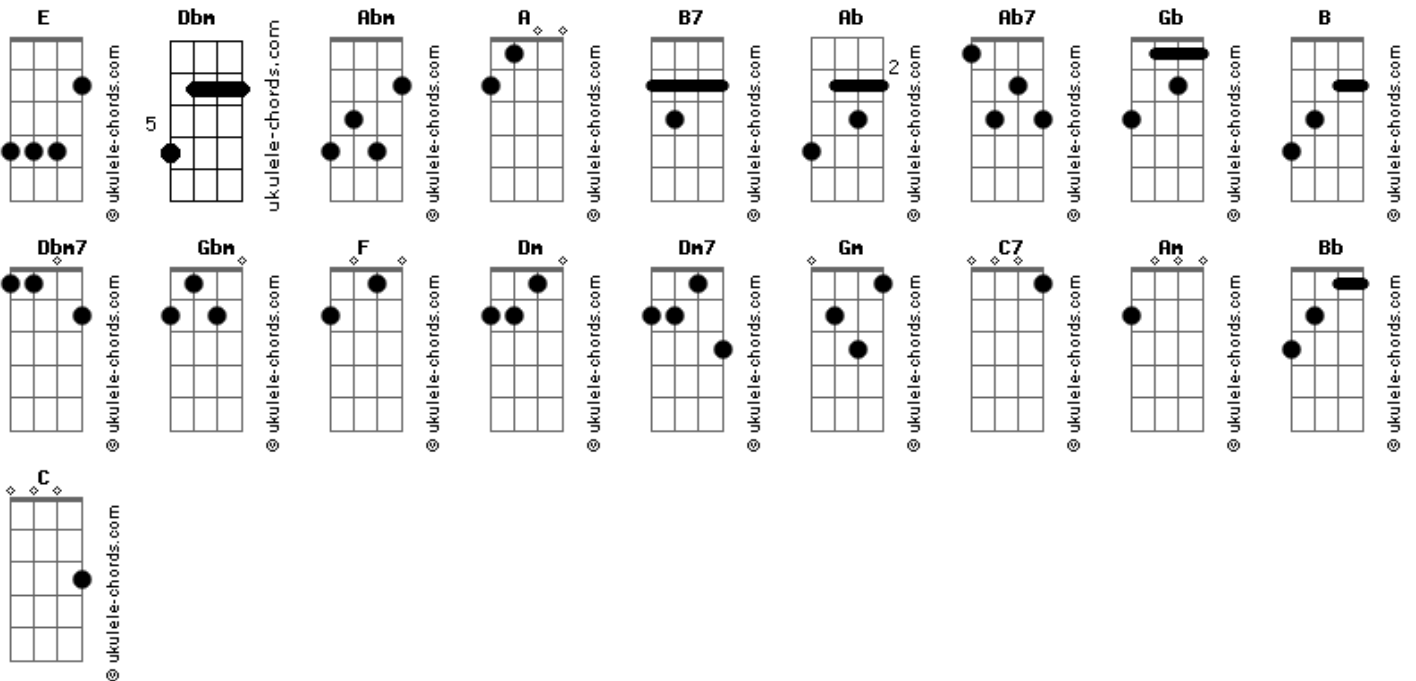 E Dbm Abm A B7 Ab Ab7 Gb B
5 2
© ukulele-chords.com ukulele-chords.com © ukulele-chords.com © ukulele-chords.com © ukulele-chords.com © ukulele-chords.com © ukulele-chords.com © ukulele-chords.com © ukulele-chords.com
Dbm7 Gbm F Dm Dm7 Gm C7 Am Bb
© ukulele-chords.com © ukulele-chords.com © ukulele-chords.com © ukulele-chords.com © ukulele-chords.com © ukulele-chords.com © ukulele-chords.com © ukulele-chords.com © ukulele-chords.com
C
© ukulele-chords.com